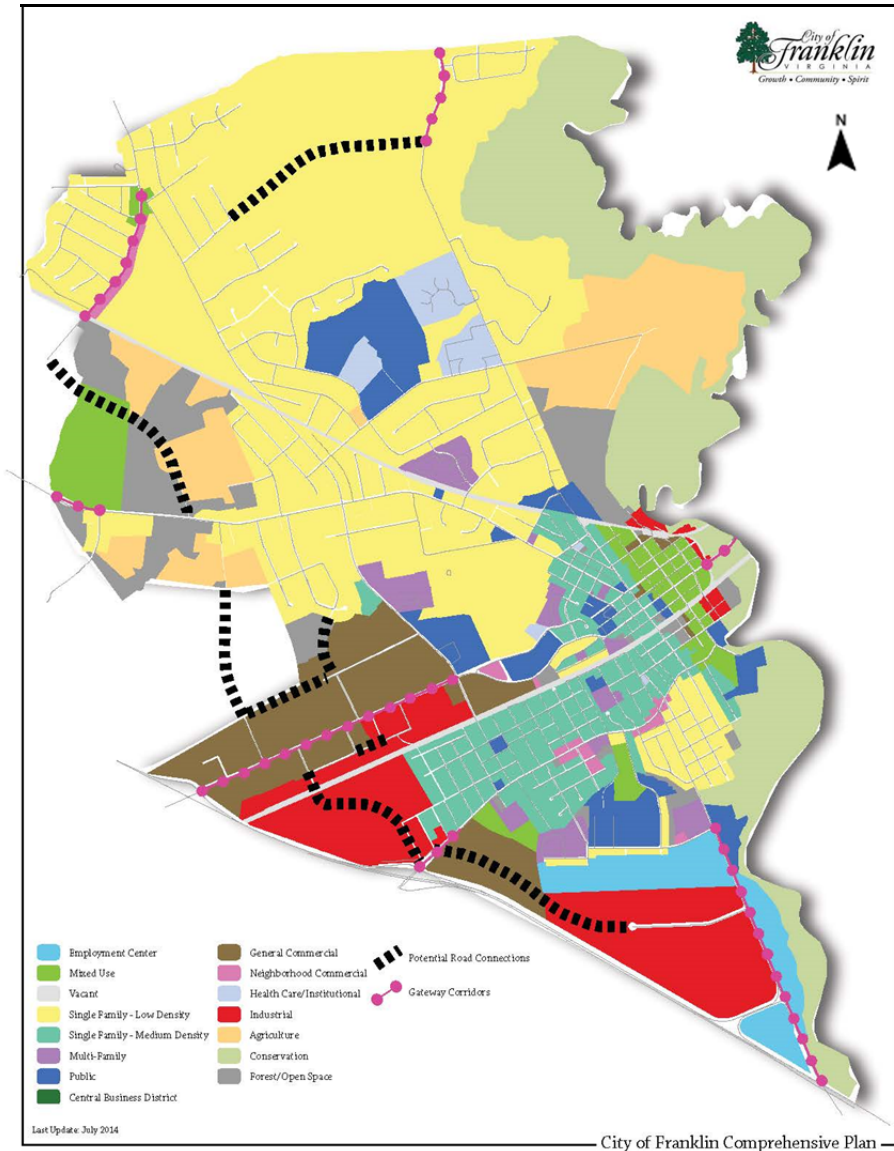 City of
Franklin
VIRGINIA
Growth • Community • Spirit
N
Employment Center
Mixed Use
Vacant
Single Family - Low Density
Single Family - Medium Density
Multi-Family
Public
Central Business District
General Commercial
Neighborhood Commercial
Health Care/Institutional
Industrial
Agriculture
Conservation
Forest/Open Space
Potential Road Connections
Gateway Corridors
Last Update: July 2014
City of Franklin Comprehensive Plan